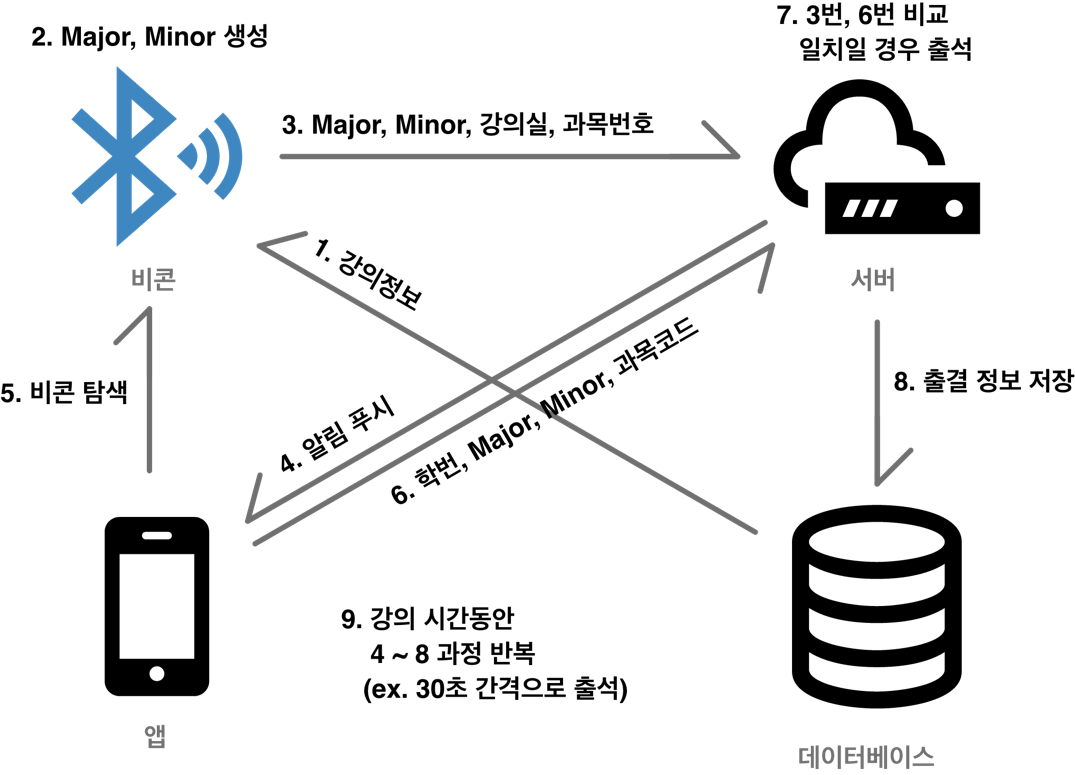 2. Major, Minor 생성
7. 3번, 6번 비교
일치일 경우 출석
3. Major, Minor, 강의실, 과목번호
1. 강의정보
비콘
서버
5. 비콘 탐색
4. 알림 푸시
6. 학번, Major, Minor, 과목코드
8. 출결 정보 저장
9. 강의 시간동안
4 ~ 8 과정 반복
(ex. 30초 간격으로 출석)
앱
데이터베이스